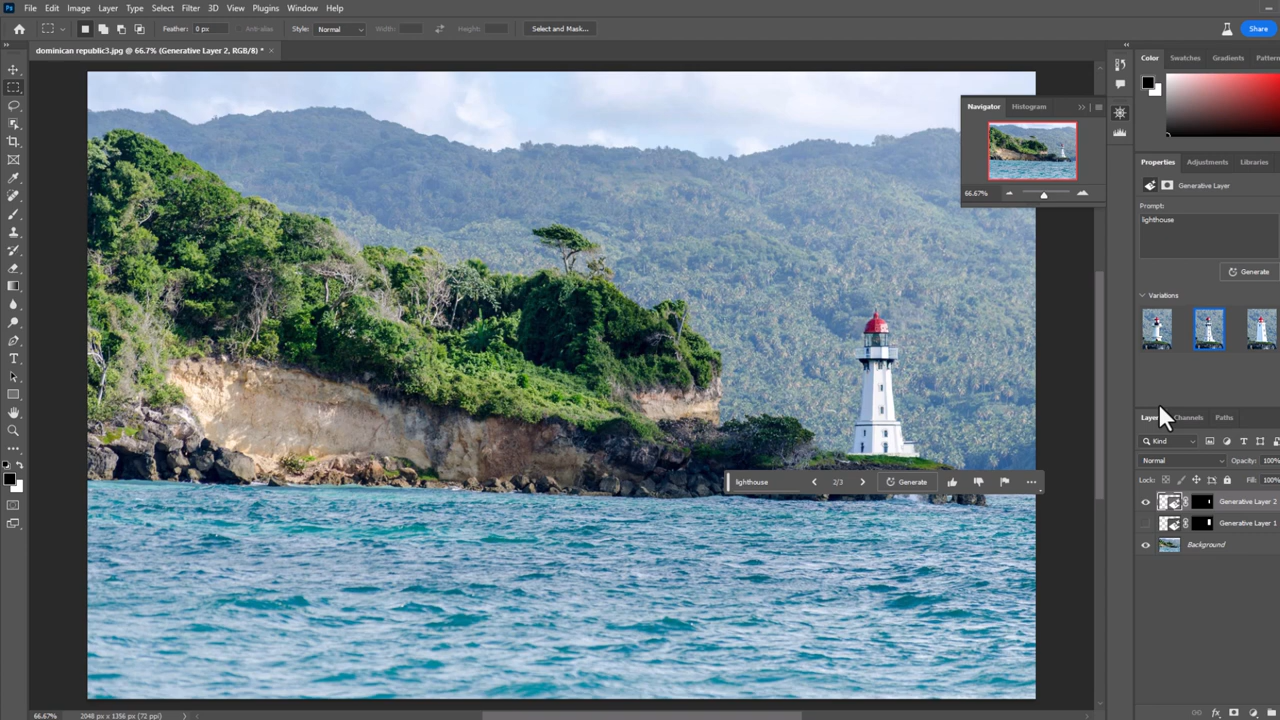 Ps File Edit Image Layer Type Select Filter 3D View Plugins Window Help
Feather: 0 px Anti-alias Style: Normal Width: Height: Select and Mask... Share
dominican republic3.jpg @ 66.7% (Generative Layer 2, RGB/8) * ×
Color Swatches Gradients Pattern
Navigator Histogram
66.67%
Properties Adjustments Libraries
Generative Layer
Prompt:
lighthouse
Generate
Variations
Layer Channels Paths
Kind
Normal Opacity: 100%
Lock: Fill: 100%
lighthouse 2/3 Generate ...
Generative Layer 2
Generative Layer 1
Background
66.67% 2048 px x 1356 px (72 ppi)